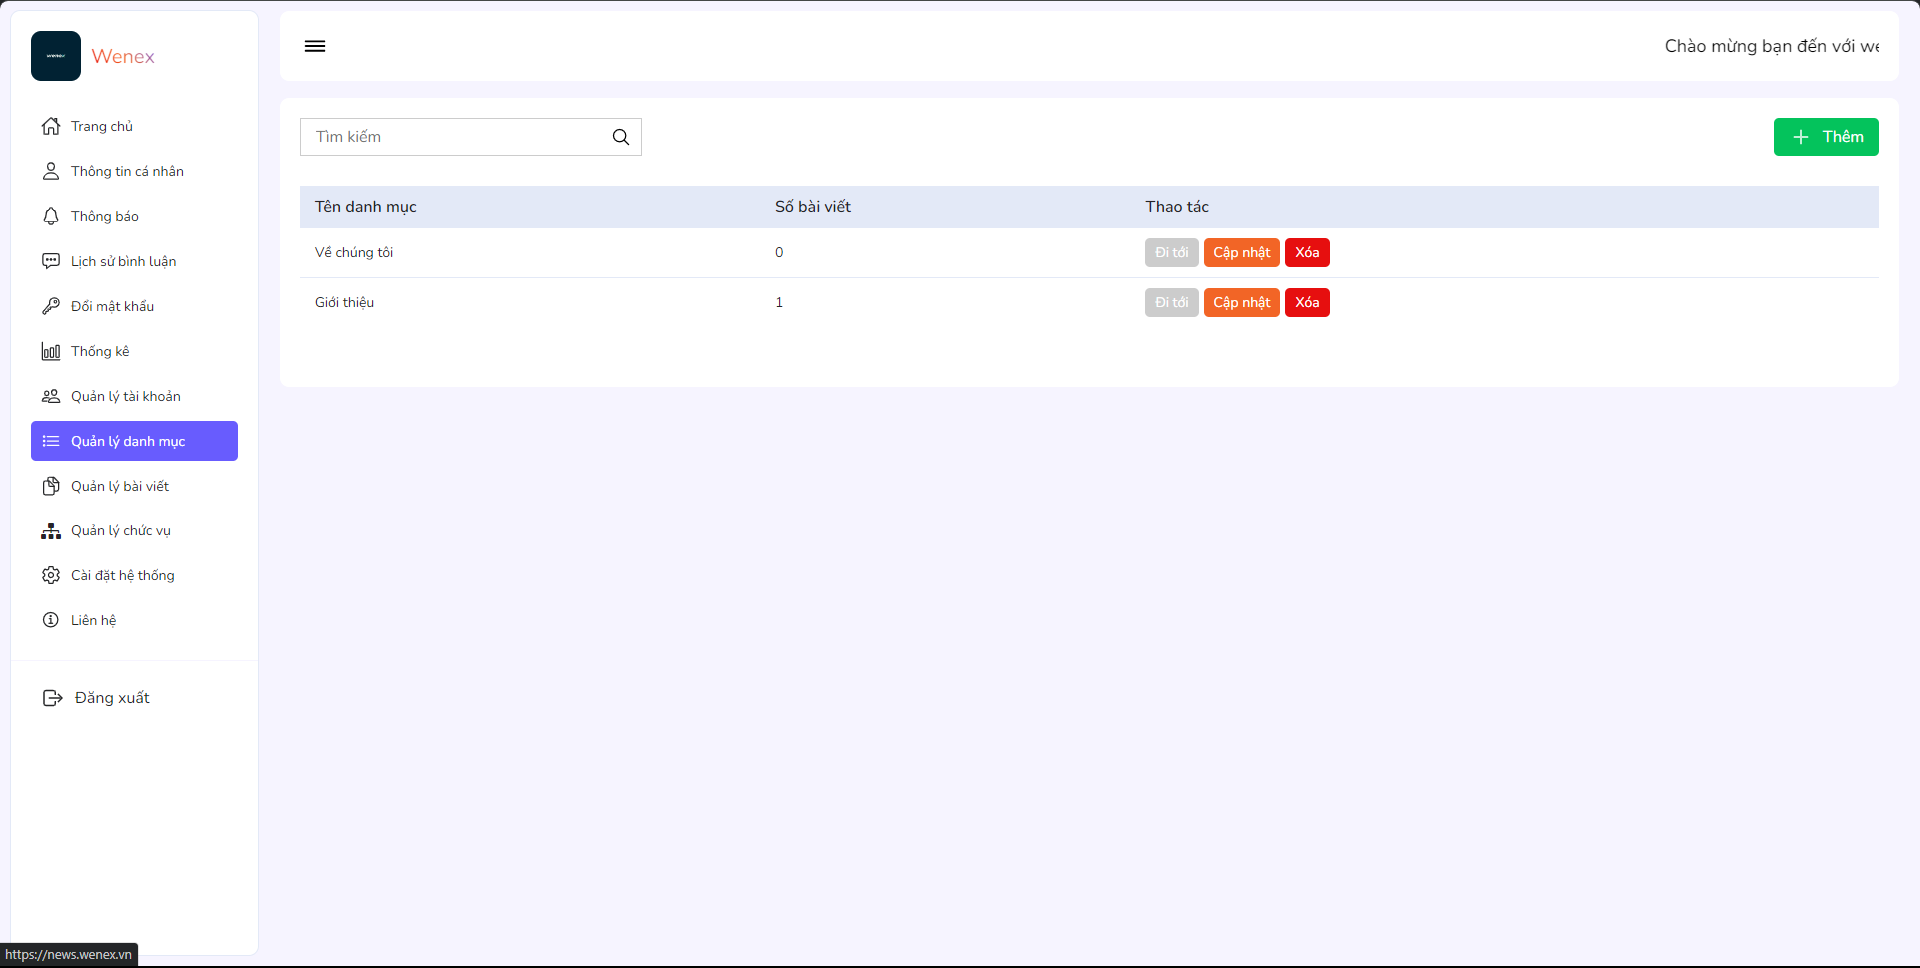 wenex
Wenex
Trang chủ
Thông tin cá nhân
Thông báo
Lịch sử bình luận
Đổi mật khẩu
Thống kê
Quản lý tài khoản
Quản lý danh mục
Quản lý bài viết
Quản lý chức vụ
Cài đặt hệ thống
Liên hệ
Đăng xuất
Chào mừng bạn đến với we
Tìm kiếm
Thêm
Tên danh mục Số bài viết Thao tác
Về chúng tôi 0 Đi tới Cập nhật Xóa
Giới thiệu 1 Đi tới Cập nhật Xóa
https://news.wenex.vn